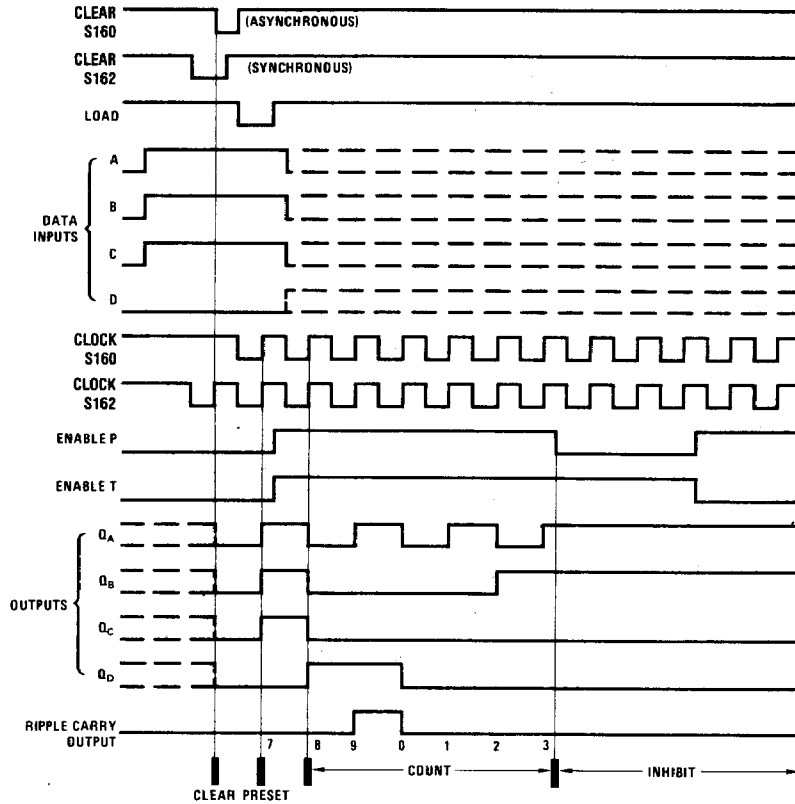 CLEAR
S160
(ASYNCHRONOUS)
CLEAR
S162
(SYNCHRONOUS)
LOAD
DATA
INPUTS
A
B
C
D
CLOCK
S160
CLOCK
S162
ENABLE P
ENABLE T
OUTPUTS
QA
QB
QC
QD
RIPPLE CARRY
OUTPUT
7 8 9 0 1 2 3
COUNT INHIBIT
CLEAR PRESET